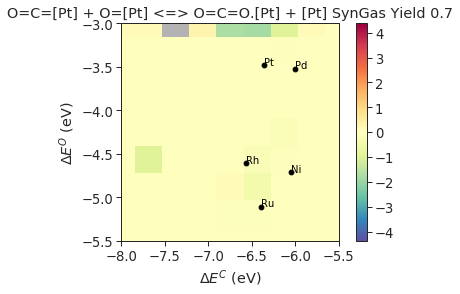 O=C=[Pt] + O=[Pt] <=> O=C=O.[Pt] + [Pt] SynGas Yield 0.7
−3.0
−3.5
−4.0
−4.5
−5.0
−5.5
ΔE^O (eV)
Pt
Pd
Rh
Ni
Ru
−8.0 −7.5 −7.0 −6.5 −6.0 −5.5
ΔE^C (eV)
4
3
2
1
0
−1
−2
−3
−4